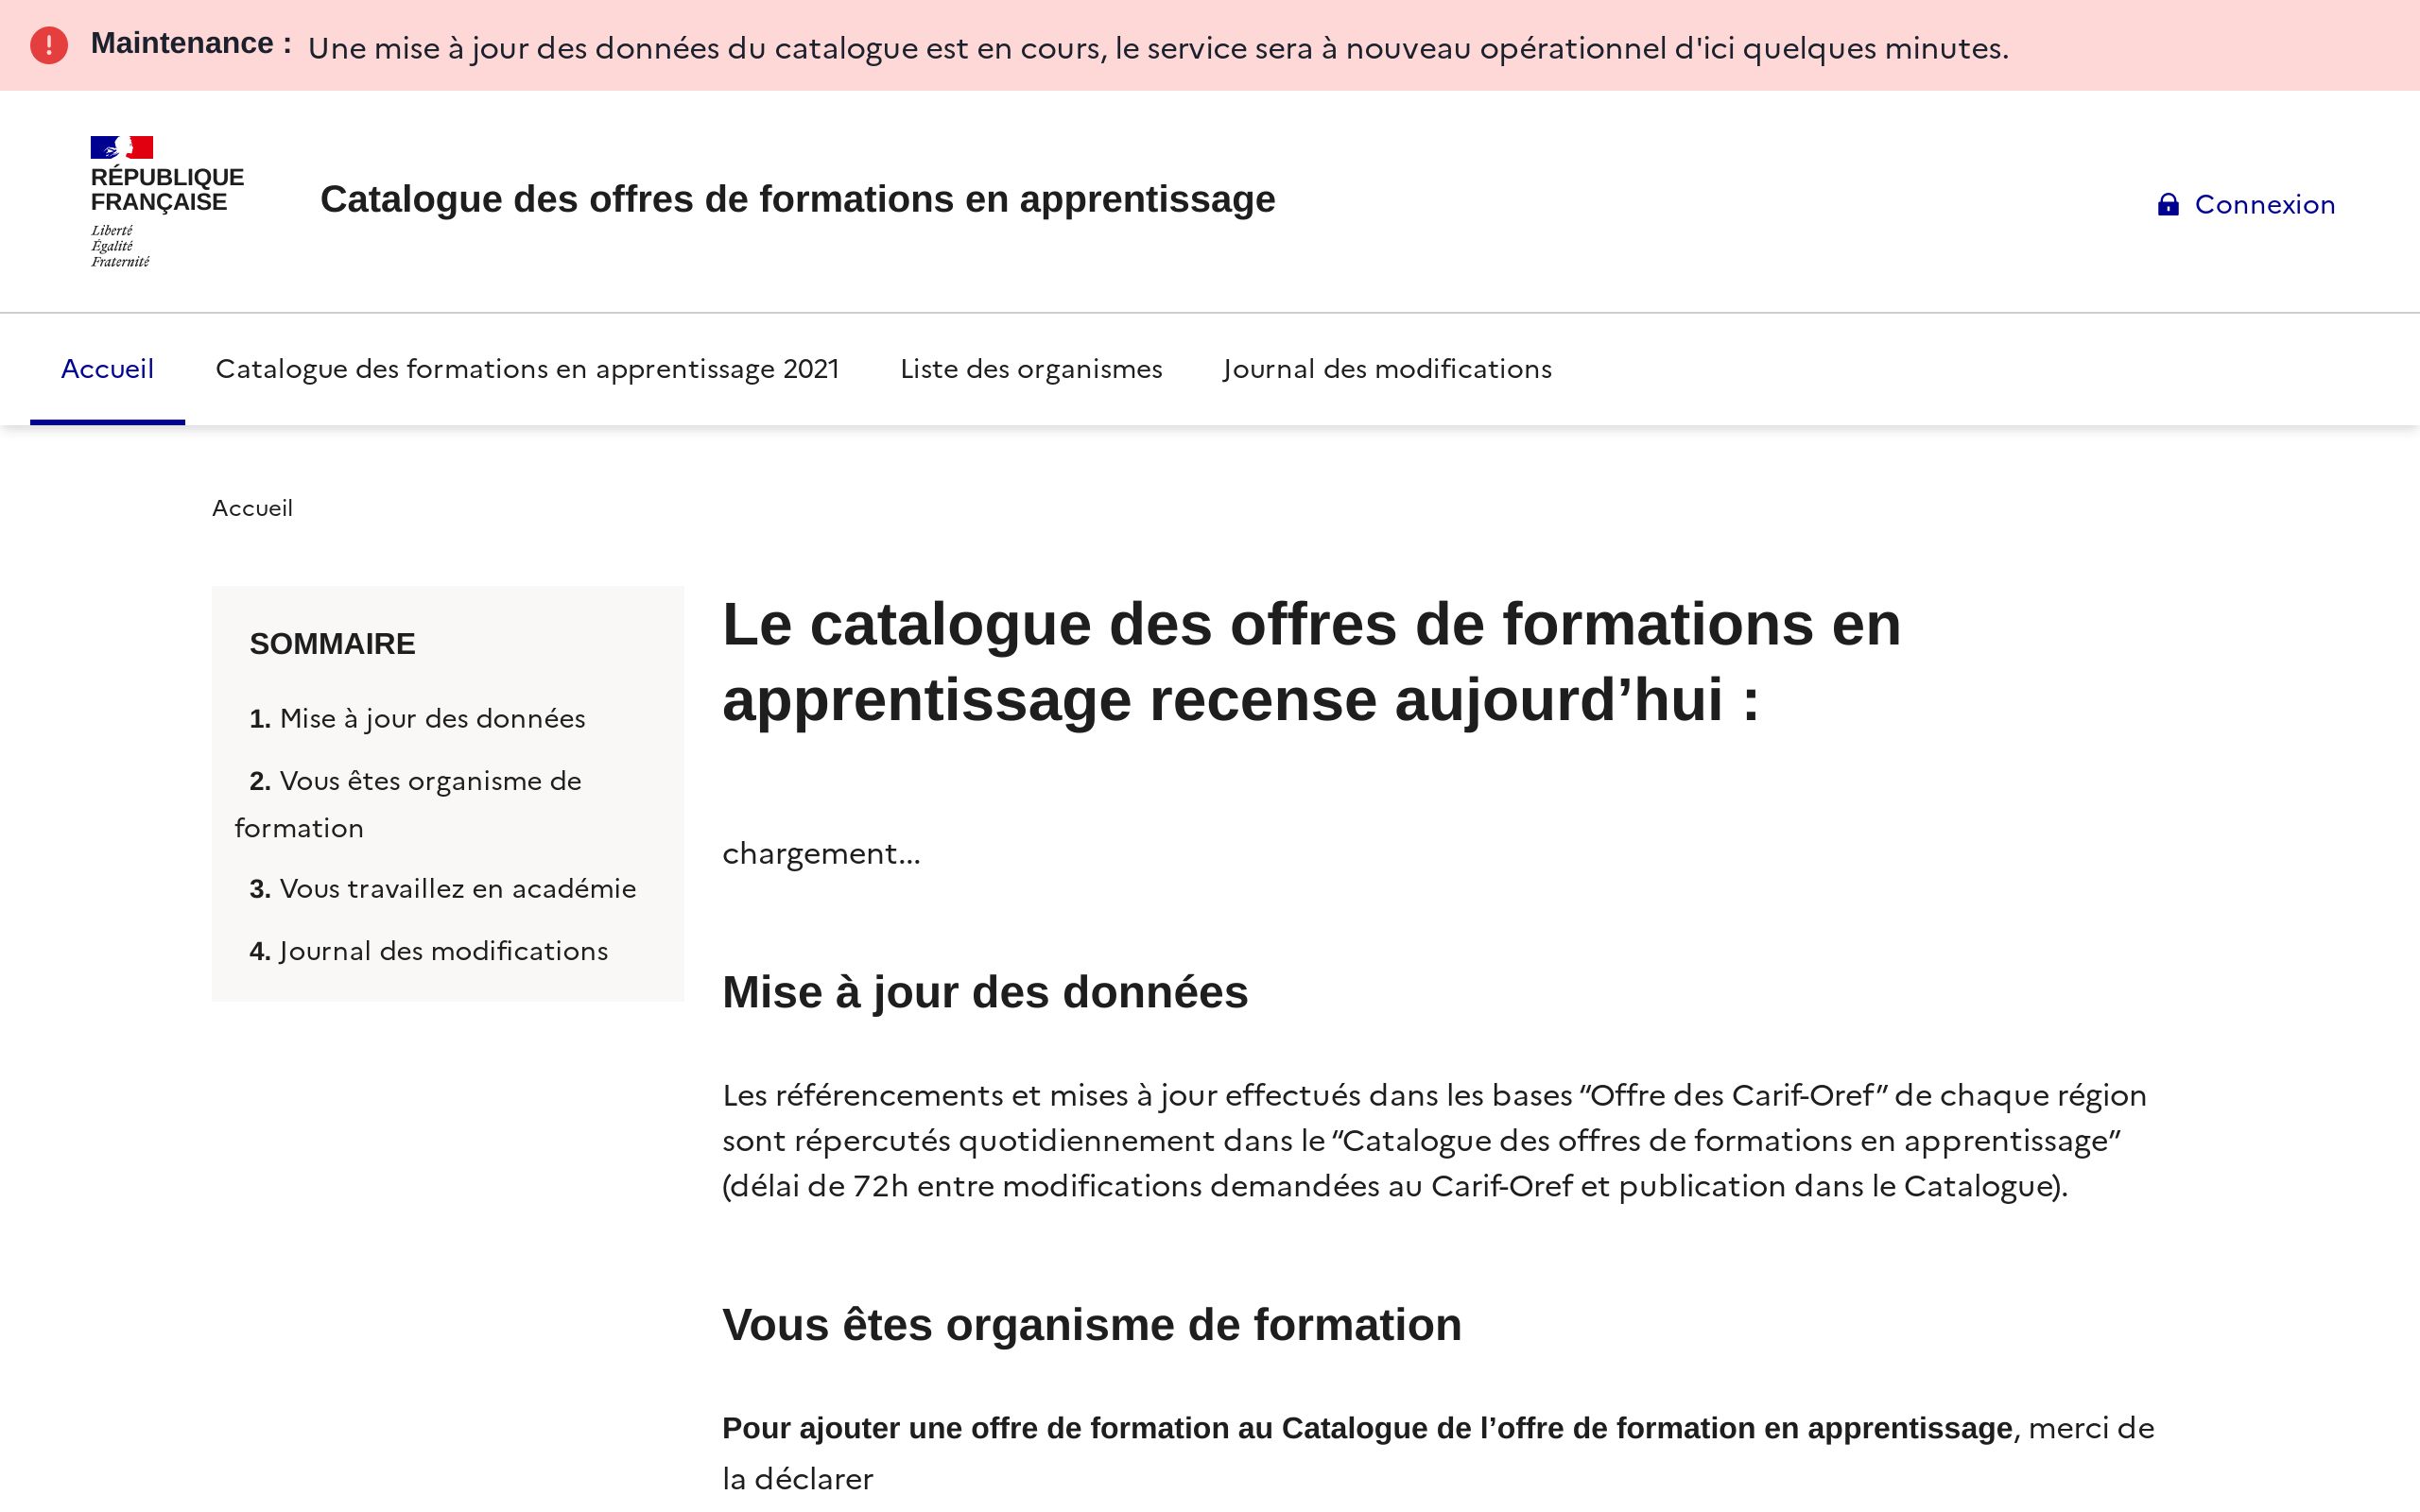 Maintenance : Une mise à jour des données du catalogue est en cours, le service sera à nouveau opérationnel d'ici quelques minutes.
RÉPUBLIQUE
FRANÇAISE
Liberté
Égalité
Fraternité
Catalogue des offres de formations en apprentissage
Connexion
Accueil
Catalogue des formations en apprentissage 2021
Liste des organismes
Journal des modifications
Accueil
SOMMAIRE
1. Mise à jour des données
2. Vous êtes organisme de
formation
3. Vous travaillez en académie
4. Journal des modifications
Le catalogue des offres de formations en
apprentissage recense aujourd’hui :
chargement...
Mise à jour des données
Les référencements et mises à jour effectués dans les bases “Offre des Carif-Oref” de chaque région
sont répercutés quotidiennement dans le “Catalogue des offres de formations en apprentissage”
(délai de 72h entre modifications demandées au Carif-Oref et publication dans le Catalogue).
Vous êtes organisme de formation
Pour ajouter une offre de formation au Catalogue de l’offre de formation en apprentissage, merci de
la déclarer